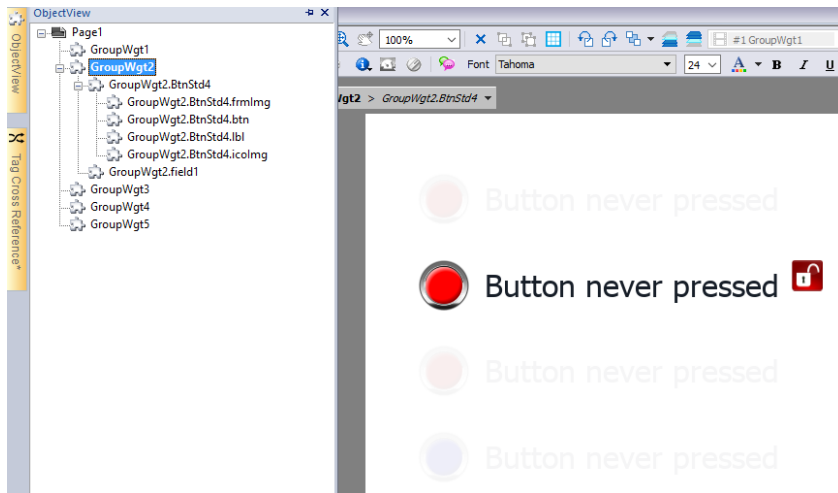 ObjectView
ObjectView
Tag Cross Reference*
Page1
GroupWgt1
GroupWgt2
GroupWgt2.BtnStd4
GroupWgt2.BtnStd4.frmImg
GroupWgt2.BtnStd4.btn
GroupWgt2.BtnStd4.lbl
GroupWgt2.BtnStd4.icoImg
GroupWgt2.field1
GroupWgt3
GroupWgt4
GroupWgt5
100%
#1 GroupWgt1
Font Tahoma 24 A B I U
Wgt2 > GroupWgt2.BtnStd4
Button never pressed
Button never pressed
Button never pressed
Button never pressed